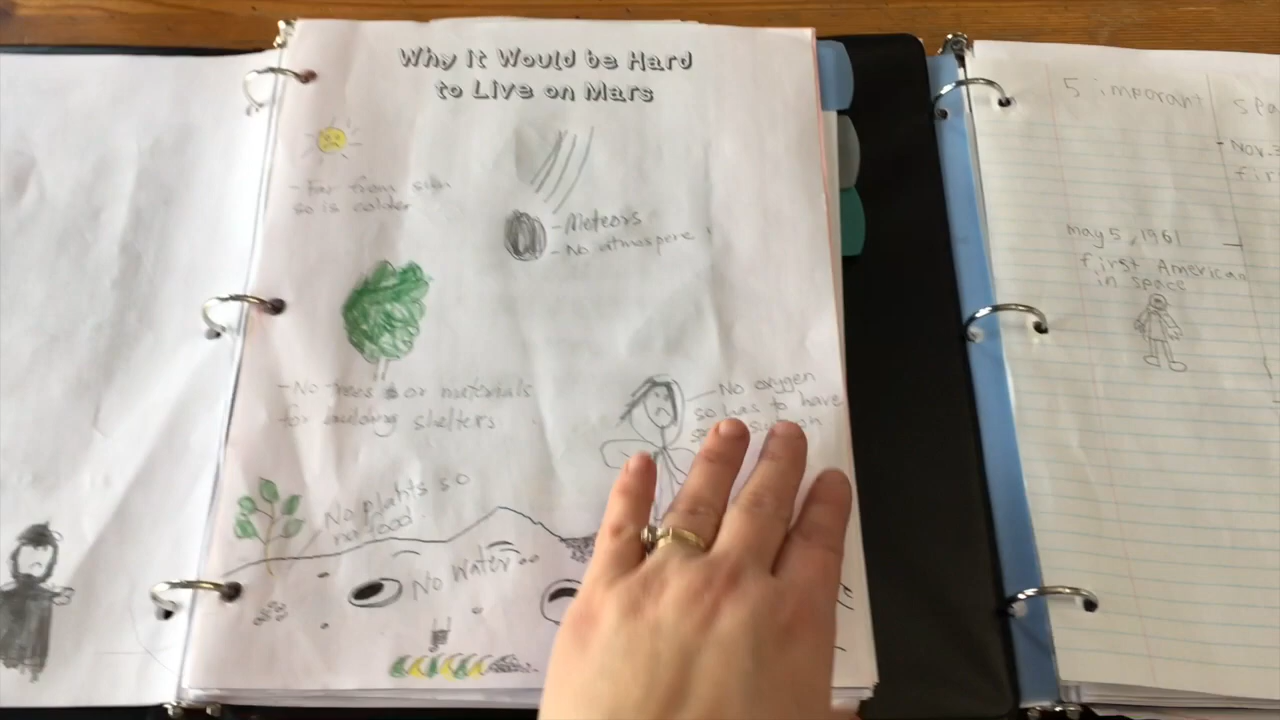 Why It Would be Hard
to Live on Mars
- Far from sun
so is colder
- Meteors
- No atmospere
- No trees or materials
for building shelters
- No oxygen
so has to have
on
No plants so
no food
No water
5 imporant
- Nov.
may 5, 1961
first American
in space